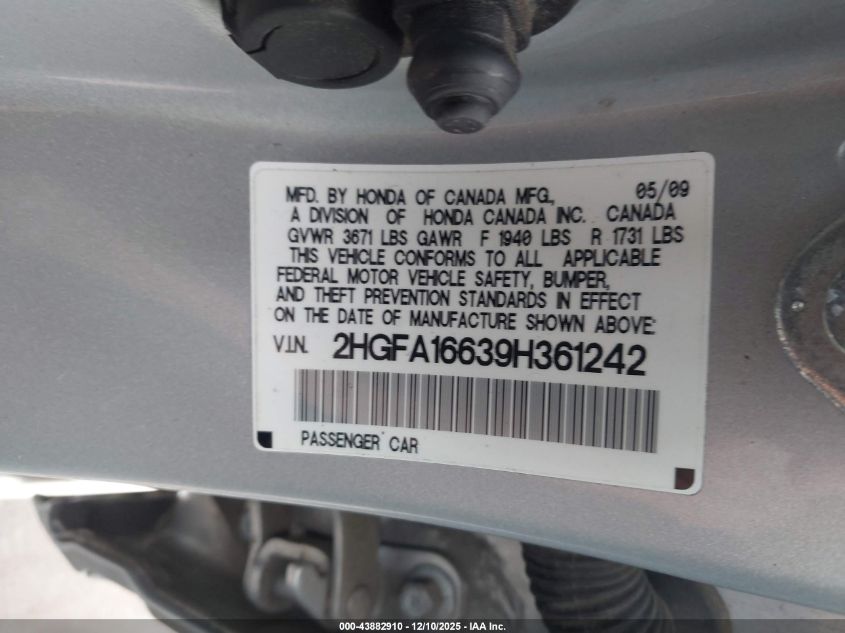 MFD. BY HONDA OF CANADA MFG., 05/09
A DIVISION OF HONDA CANADA INC. CANADA
GVWR 3671 LBS GAWR F 1940 LBS R 1731 LBS
THIS VEHICLE CONFORMS TO ALL APPLICABLE
FEDERAL MOTOR VEHICLE SAFETY, BUMPER,
AND THEFT PREVENTION STANDARDS IN EFFECT
ON THE DATE OF MANUFACTURE SHOWN ABOVE:
V.I.N. 2HGFA16639H361242
PASSENGER CAR
000-43882910 - 12/10/2025 - IAA Inc.